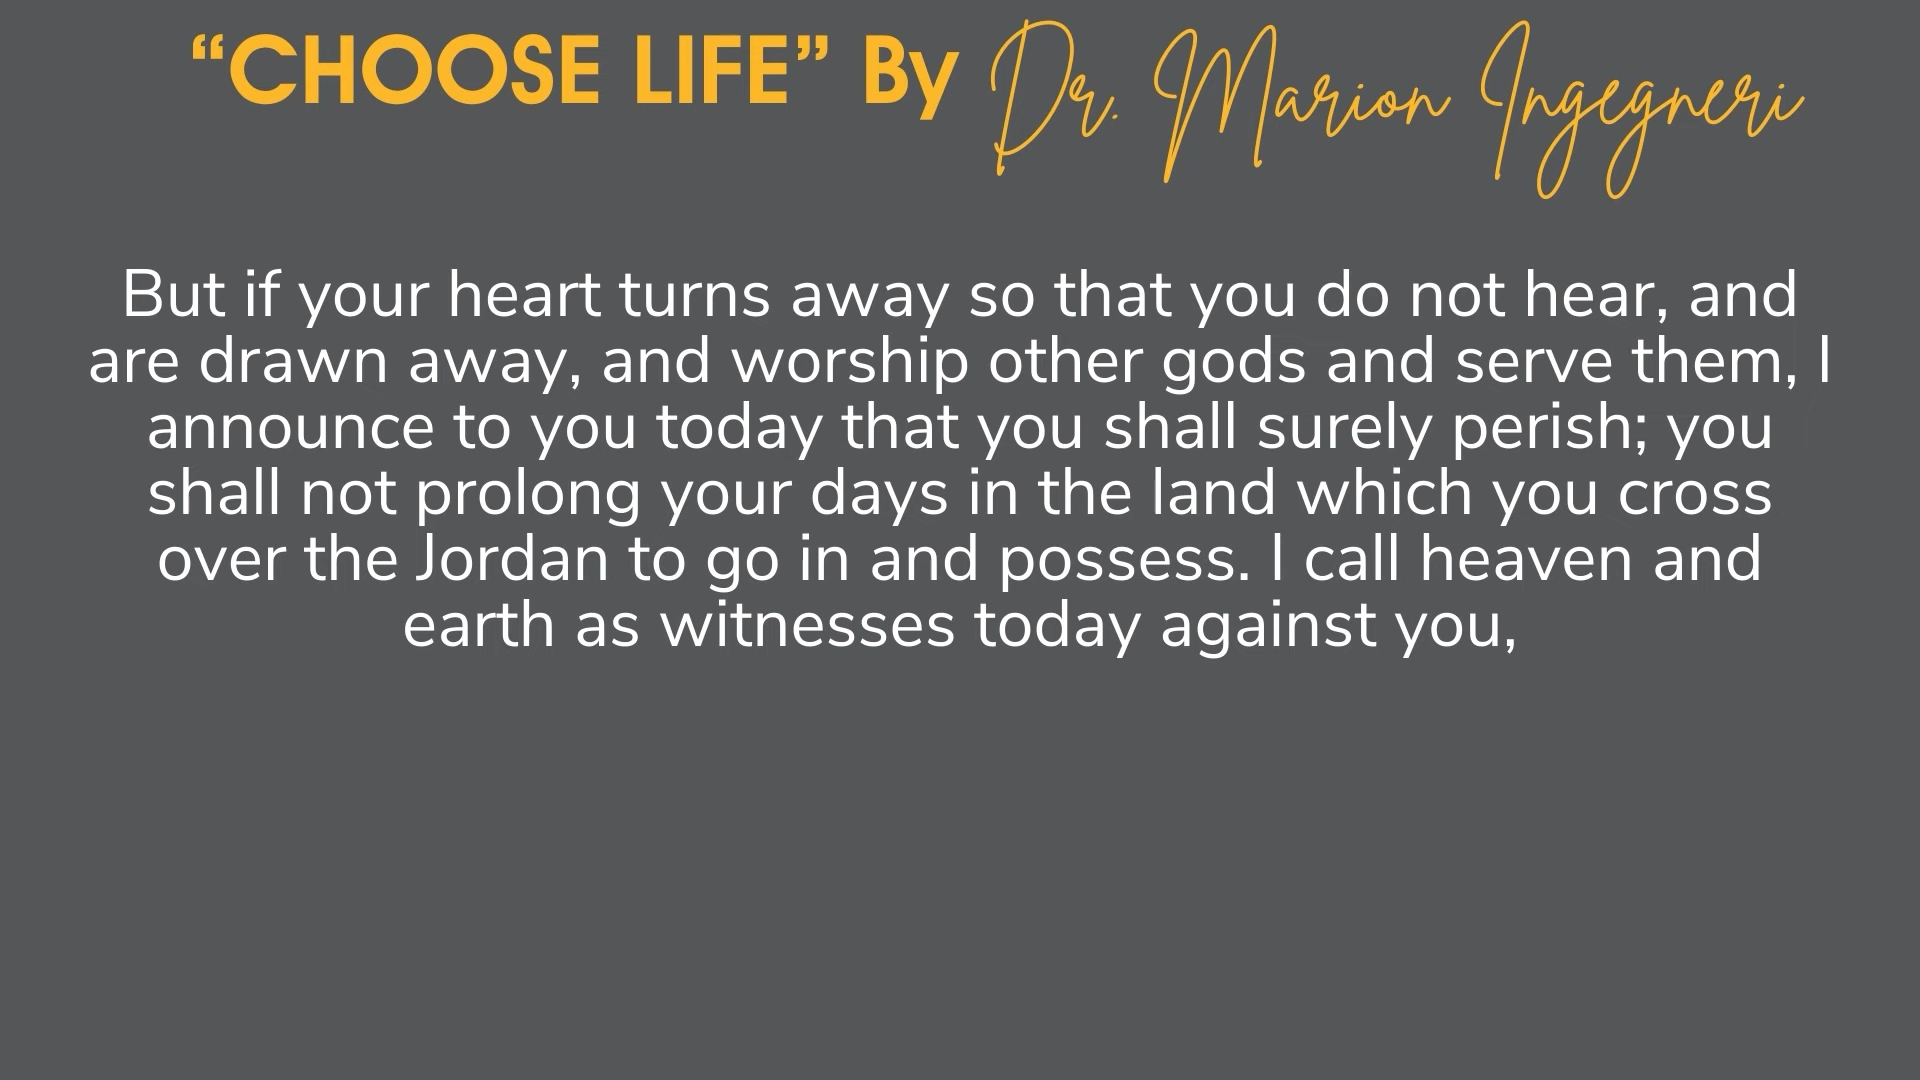 “CHOOSE LIFE” By Dr. Marion Ingegneri
But if your heart turns away so that you do not hear, and
are drawn away, and worship other gods and serve them, I
announce to you today that you shall surely perish; you
shall not prolong your days in the land which you cross
over the Jordan to go in and possess. I call heaven and
earth as witnesses today against you,